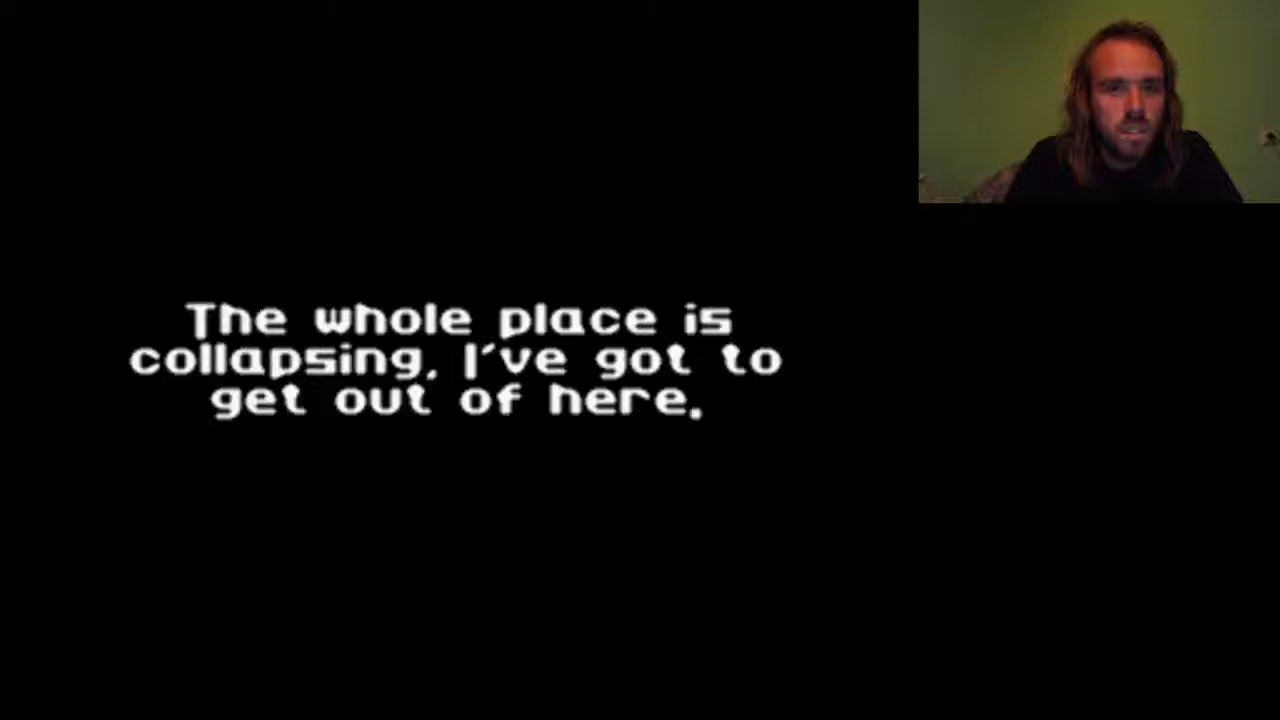 The whole place is
collapsing, I've got to
get out of here.